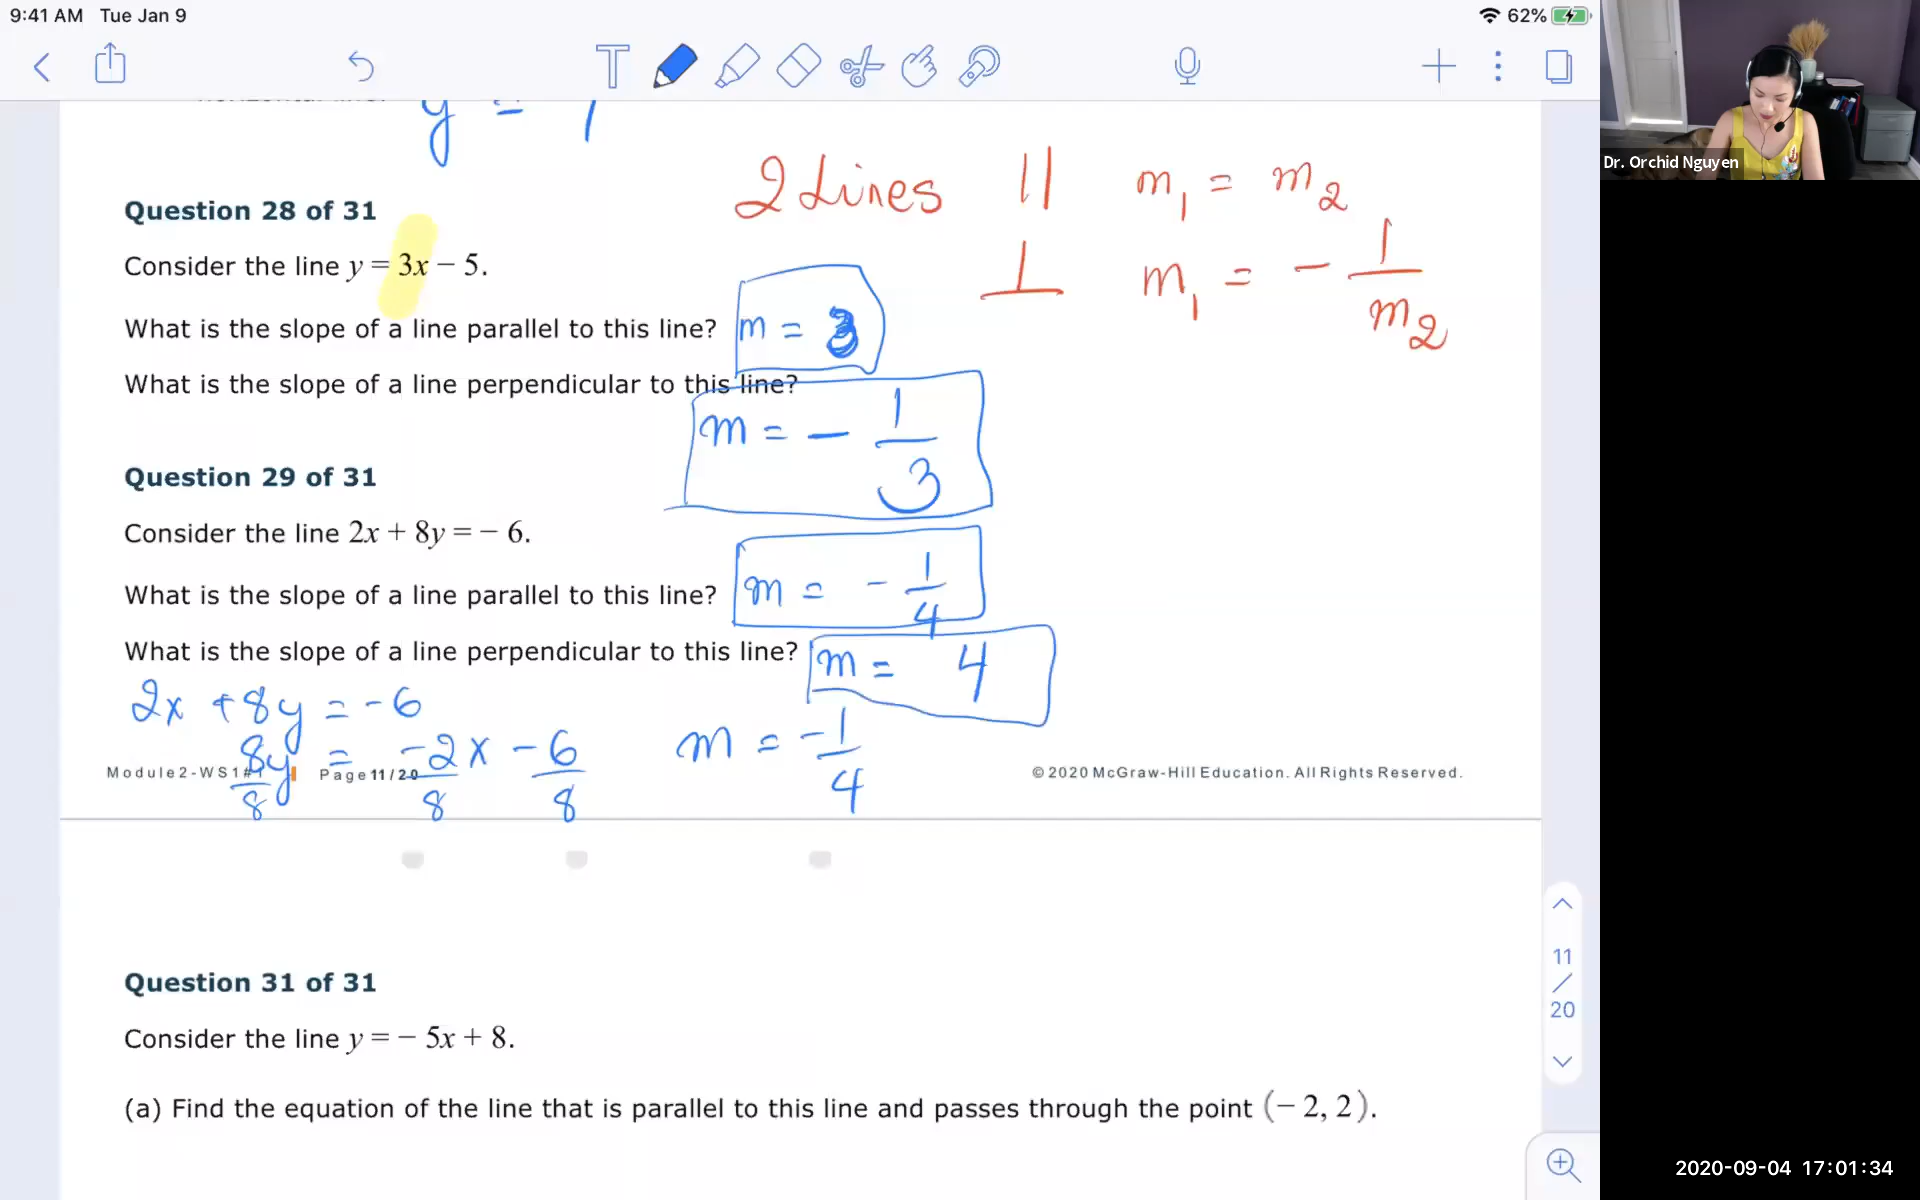 9:41 AM Tue Jan 9
62%
Dr. Orchid Nguyen
2 Lines || m₁ = m₂
⊥ m₁ = - 1/m₂
Question 28 of 31
Consider the line y = 3x − 5.
What is the slope of a line parallel to this line? m = 3
What is the slope of a line perpendicular to this line?
m = - 1/3
Question 29 of 31
Consider the line 2x + 8y = − 6.
What is the slope of a line parallel to this line? m = - 1/4
What is the slope of a line perpendicular to this line? m = 4
2x + 8y = -6
8y/8 = -2x/8 - 6/8 m = -1/4
Page 11 / 20
© 2020 McGraw-Hill Education. All Rights Reserved.
11
/
20
Question 31 of 31
Consider the line y = − 5x + 8.
(a) Find the equation of the line that is parallel to this line and passes through the point (− 2, 2).
2020-09-04 17:01:34